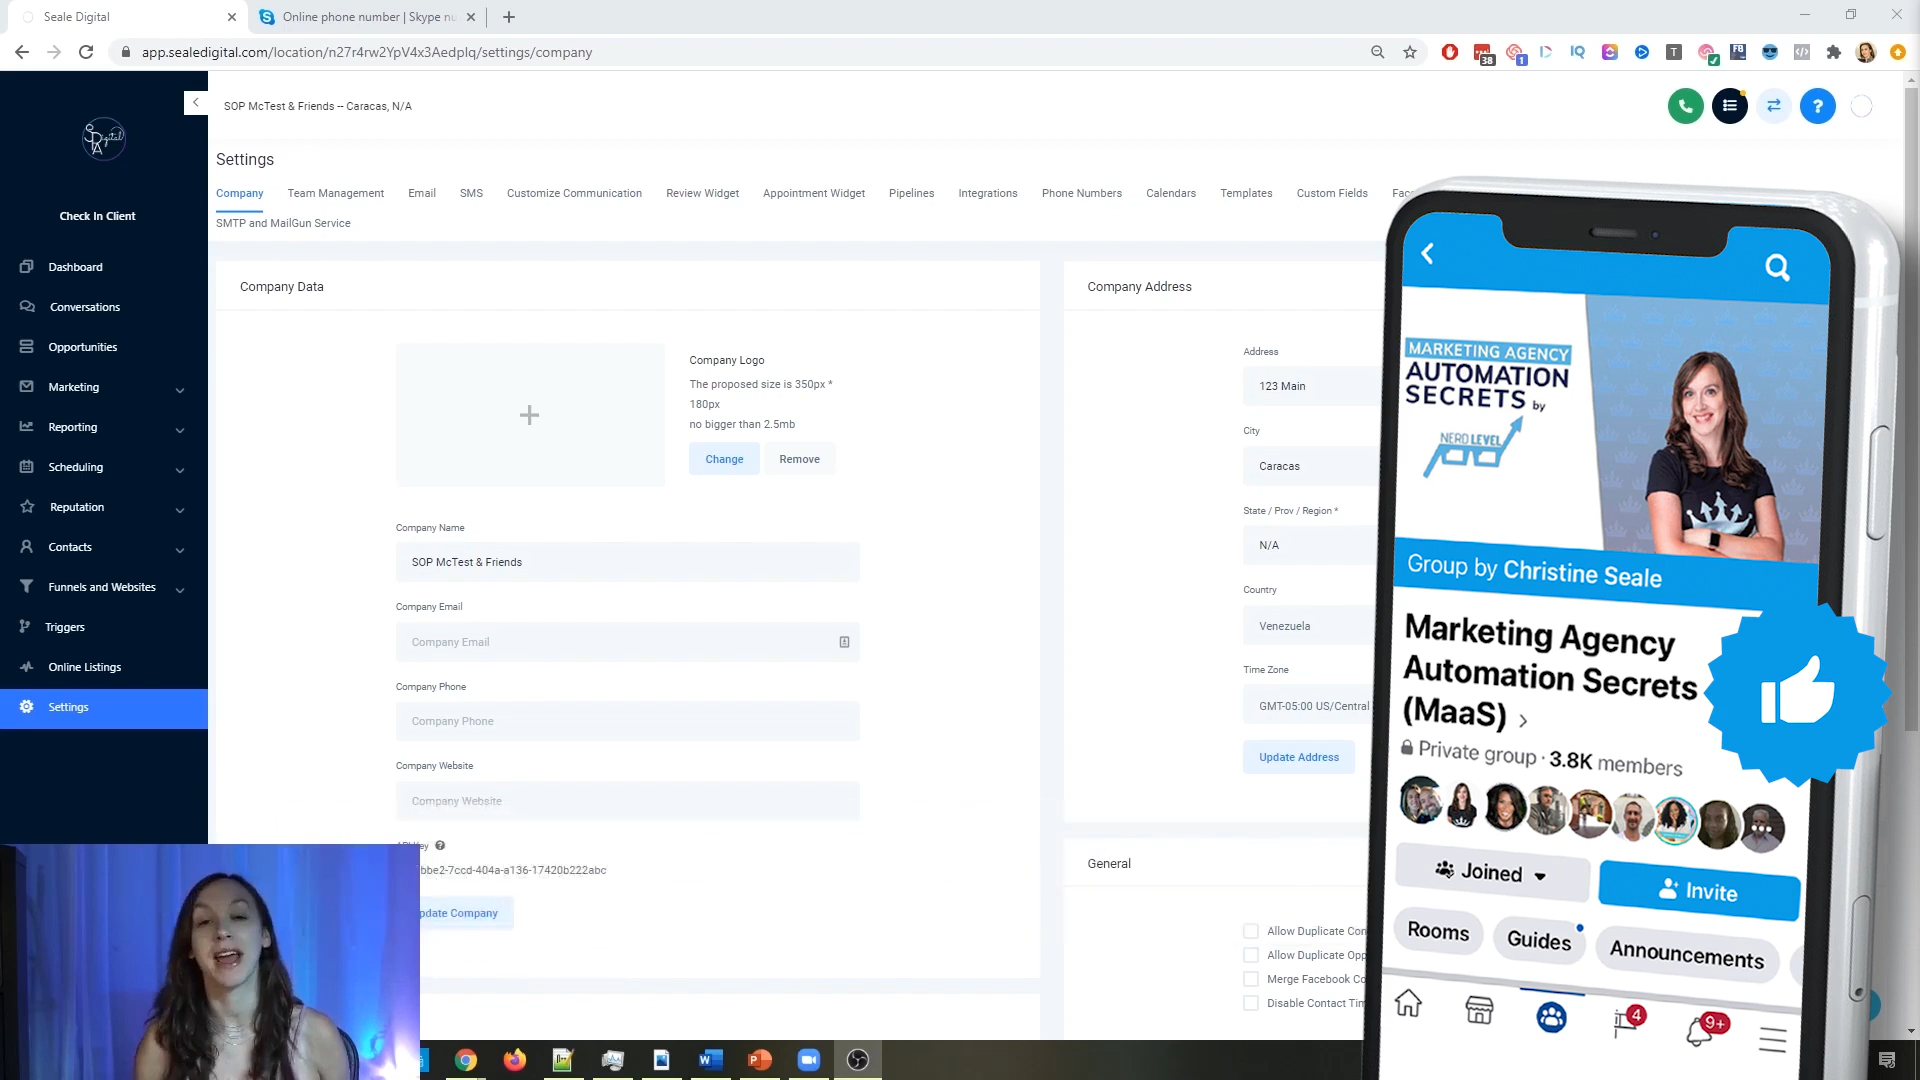 Seale Digital
Online phone number | Skype nu
app.sealedigital.com/location/n27r4rw2YpV4x3Aedplq/settings/company
38
1
IQ
T
FB
SOP McTest & Friends -- Caracas, N/A
?
Digital
Check In Client
Dashboard
Conversations
Opportunities
Marketing
Reporting
Scheduling
Reputation
Contacts
Funnels and Websites
Triggers
Online Listings
Settings
Settings
Company
Team Management
Email
SMS
Customize Communication
Review Widget
Appointment Widget
Pipelines
Integrations
Phone Numbers
Calendars
Templates
Custom Fields
SMTP and MailGun Service
Company Data
Company Logo
The proposed size is 350px *
180px
no bigger than 2.5mb
Change
Remove
Company Name
SOP McTest & Friends
Company Email
Company Email
Company Phone
Company Phone
Company Website
Company Website
bbe2-7ccd-404a-a136-17420b222abc
pdate Company
Company Address
Address
123 Main
City
Caracas
State / Prov / Region *
N/A
Country
Venezuela
Time Zone
GMT-05:00 US/Central
Update Address
General
Allow Duplicate Con
Allow Duplicate Opp
Merge Facebook Co
Disable Contact Tim
MARKETING AGENCY
AUTOMATION
SECRETS by
NERD LEVEL
Group by Christine Seale
Marketing Agency
Automation Secrets
(MaaS)
Private group · 3.8K members
Joined
Invite
Rooms
Guides
Announcements
4
9+